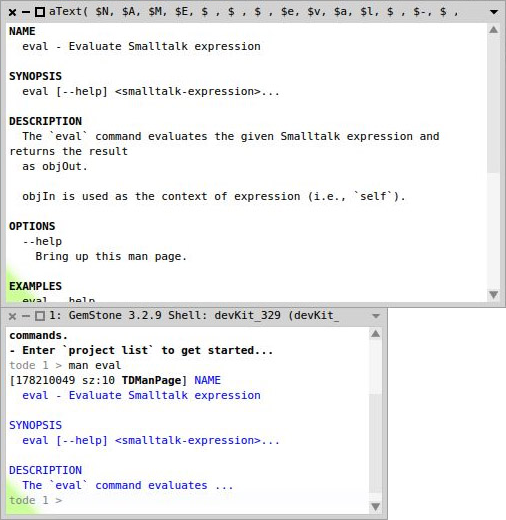 aText( $N, $A, $M, $E, $ , $ , $ , $e, $v, $a, $l, $ , $-, $ ,
NAME
eval - Evaluate Smalltalk expression
SYNOPSIS
eval [--help] <smalltalk-expression>...
DESCRIPTION
The `eval` command evaluates the given Smalltalk expression and
returns the result
as objOut.
objIn is used as the context of expression (i.e., `self`).
OPTIONS
--help
Bring up this man page.
EXAMPLES
eval --help
1: GemStone 3.2.9 Shell: devKit_329 (devKit_
commands.
- Enter `project list` to get started...
tode 1 > man eval
[178210049 sz:10 TDManPage] NAME
eval - Evaluate Smalltalk expression
SYNOPSIS
eval [--help] <smalltalk-expression>...
DESCRIPTION
The `eval` command evaluates ...
tode 1 >